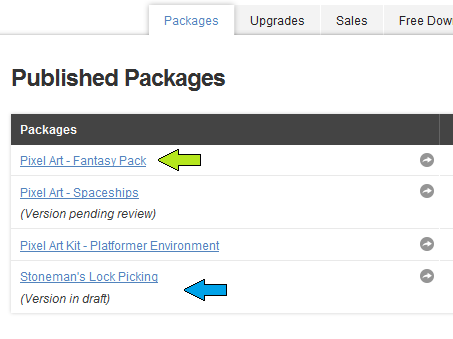 Packages Upgrades Sales Free Dow
Published Packages
Packages
Pixel Art - Fantasy Pack
Pixel Art - Spaceships
(Version pending review)
Pixel Art Kit - Platformer Environment
Stoneman's Lock Picking
(Version in draft)